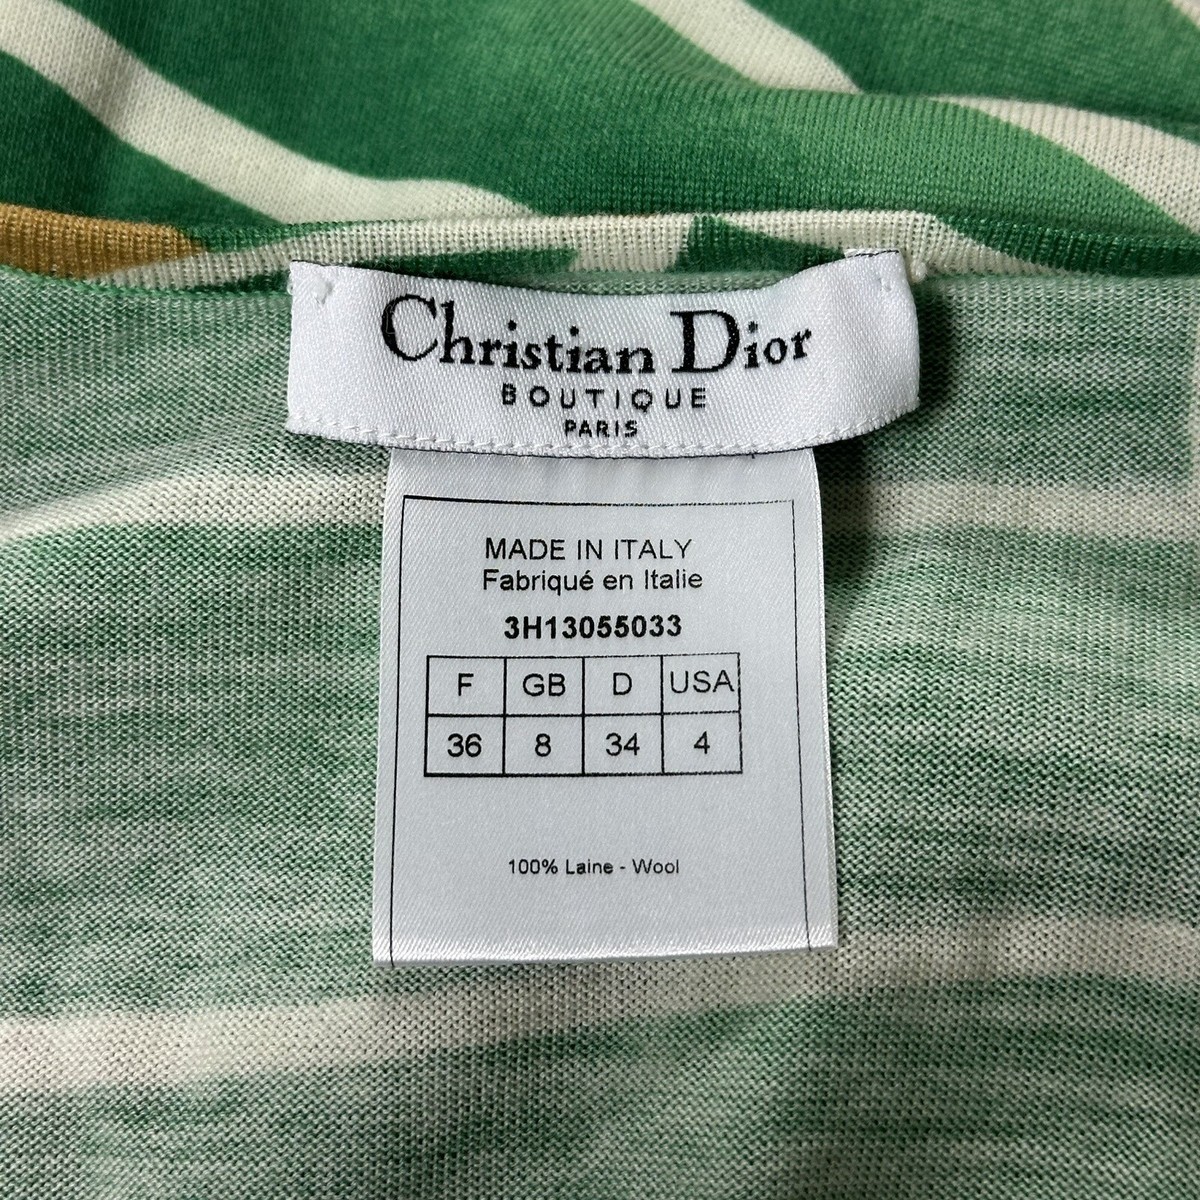 Christian Dior
BOUTIQUE
PARIS
MADE IN ITALY
Fabriqué en Italie
3H13055033
F GB D USA
36 8 34 4
100% Laine - Wool